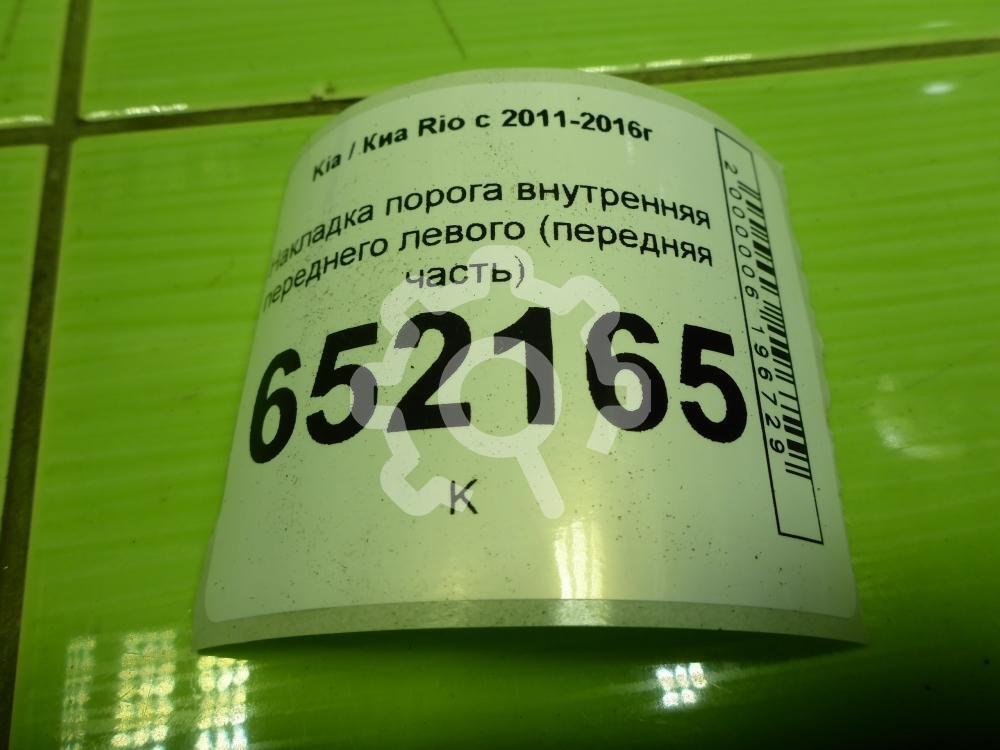 Kia / Киа Rio с 2011-2016г
Накладка порога внутренняя
переднего левого (передняя
часть)
652165
К
2000006196729